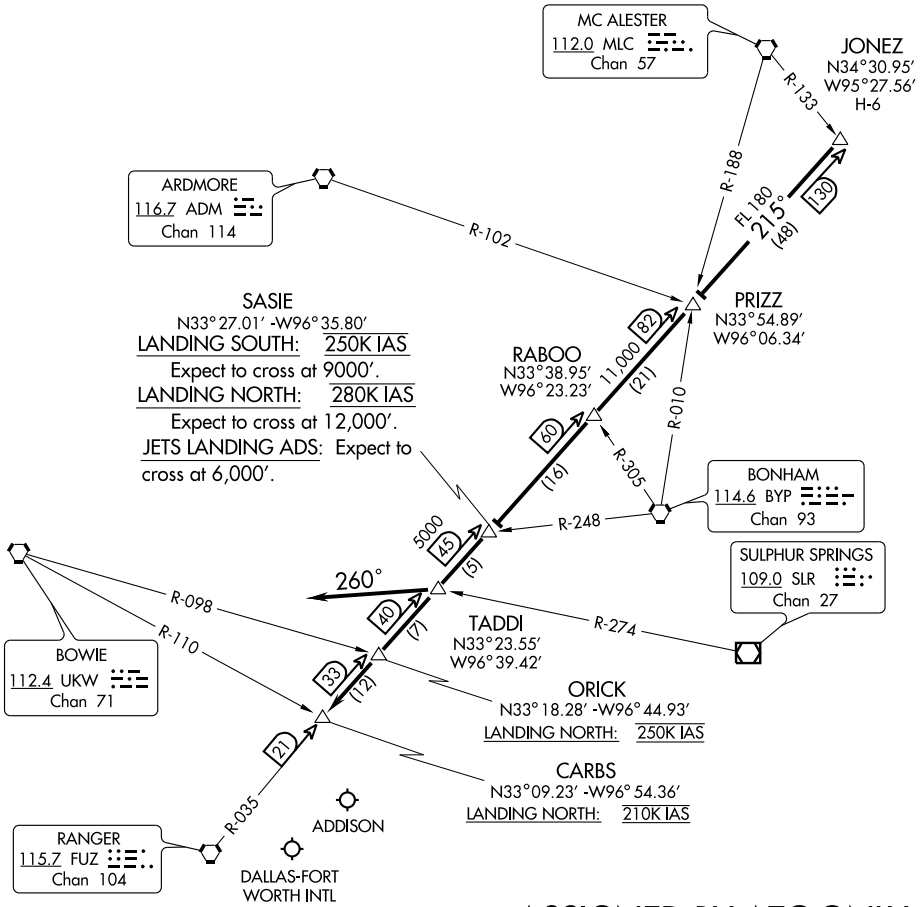 MC ALESTER
112.0 MLC
Chan 57
JONEZ
N34°30.95′
W95°27.56′
H-6
R-133
R-188
130
FL 180
215°
(48)
ARDMORE
116.7 ADM
Chan 114
R-102
PRIZZ
N33°54.89′
W96°06.34′
82
11,000
(21)
SASIE
N33°27.01′ -W96°35.80′
LANDING SOUTH: 250K IAS
Expect to cross at 9000′.
LANDING NORTH: 280K IAS
Expect to cross at 12,000′.
JETS LANDING ADS: Expect to
cross at 6,000′.
RABOO
N33°38.95′
W96°23.23′
60
(16)
R-010
R-305
R-248
BONHAM
114.6 BYP
Chan 93
SULPHUR SPRINGS
109.0 SLR
Chan 27
5000
45
(5)
260°
40
(7)
TADDI
N33°23.55′
W96°39.42′
R-274
R-098
R-110
BOWIE
112.4 UKW
Chan 71
33
(12)
ORICK
N33°18.28′ -W96°44.93′
LANDING NORTH: 250K IAS
CARBS
N33°09.23′ -W96°54.36′
LANDING NORTH: 210K IAS
21
R-035
RANGER
115.7 FUZ
Chan 104
ADDISON
DALLAS-FORT
WORTH INTL